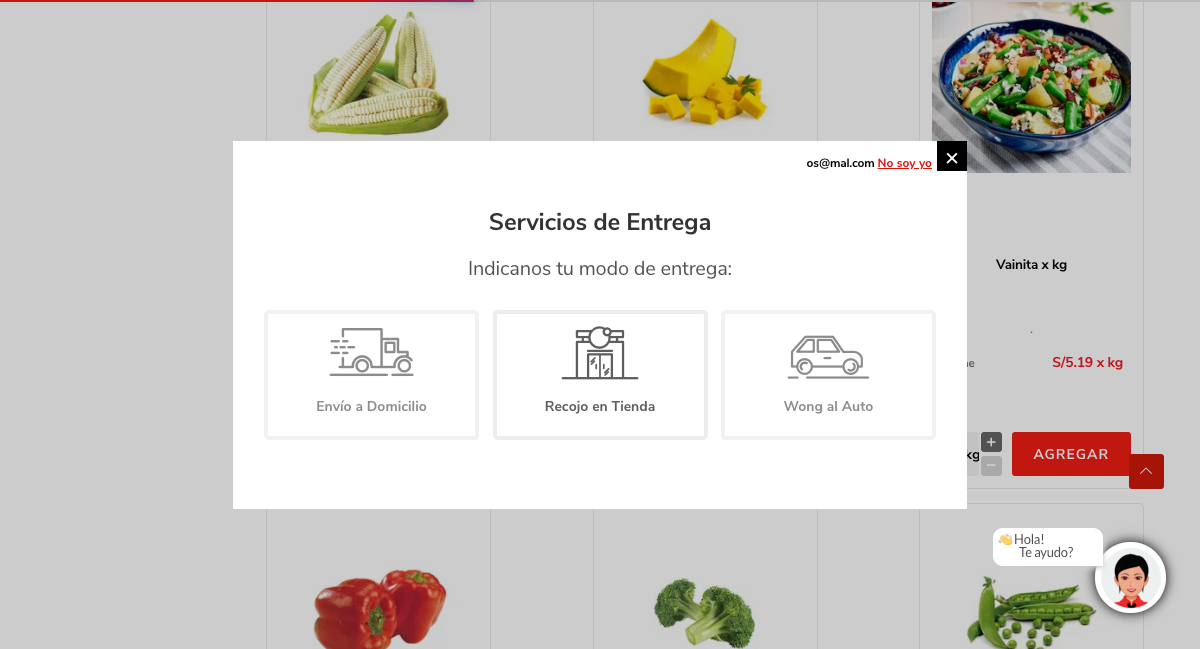 os@mal.com No soy yo
Servicios de Entrega
Indicanos tu modo de entrega:
Envío a Domicilio
Recojo en Tienda
Wong al Auto
Vainita x kg
S/5.19 x kg
kg
AGREGAR
👋Hola!
Te ayudo?